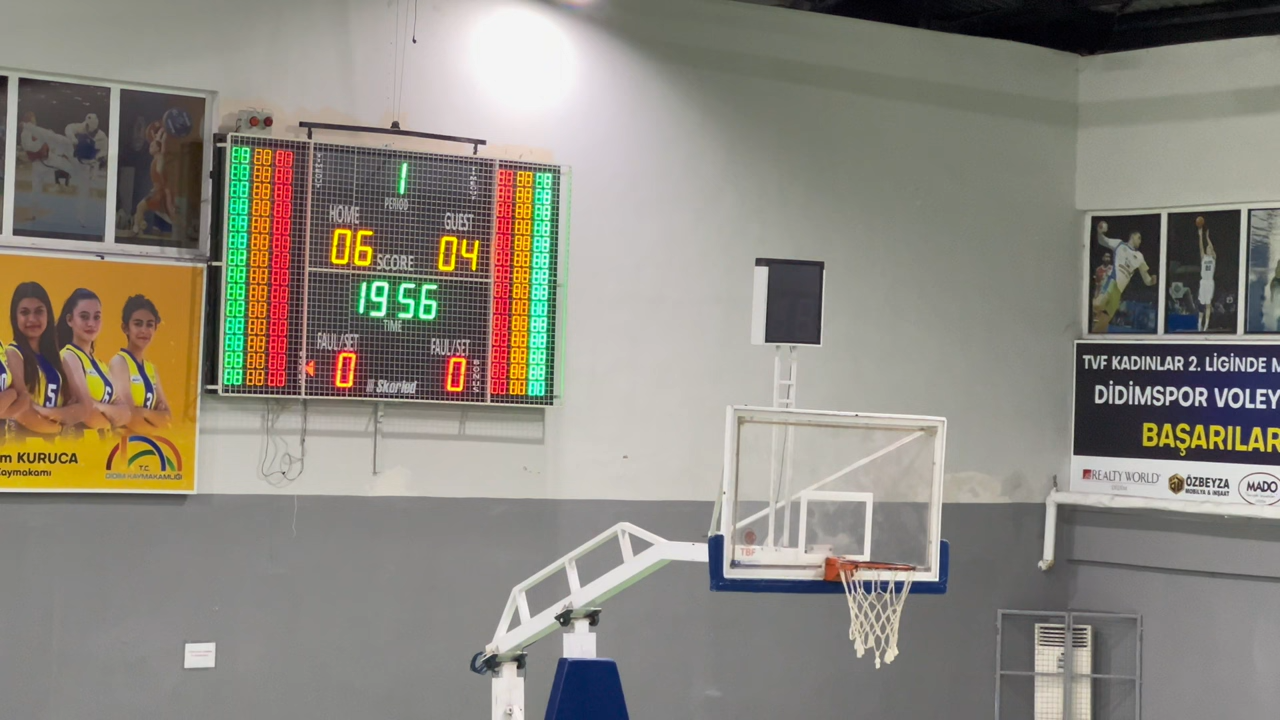 1
PERIOD
HOME
GUEST
06
SCORE
04
19 56
TIME
FAUL/SET
FAUL/SET
0
0
BONUS
Skorled
5
m KURUCA
Kaymakamı
T.C.
DİDİM KAYMAKAMLIĞI
TBF
TVF KADINLAR 2. LİGİNDE M
DİDİMSPOR VOLEY
BAŞARILAR
REALTY WORLD
ÖZBEYZA
MOBİLYA & İNŞAAT
MADO